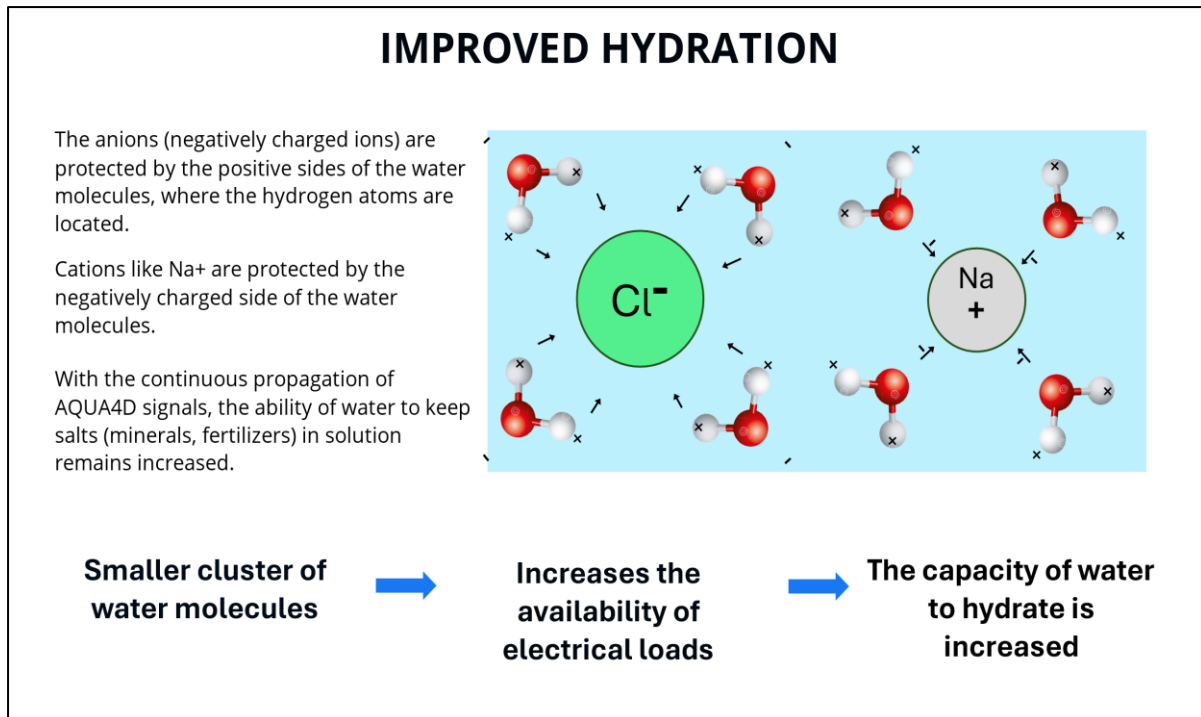 IMPROVED HYDRATION
The anions (negatively charged ions) are
protected by the positive sides of the water
molecules, where the hydrogen atoms are
located.
Cations like Na+ are protected by the
negatively charged side of the water
molecules.
With the continuous propagation of
AQUA4D signals, the ability of water to keep
salts (minerals, fertilizers) in solution
remains increased.
Cl-
Na
+
Smaller cluster of
water molecules
Increases the
availability of
electrical loads
The capacity of water
to hydrate is
increased